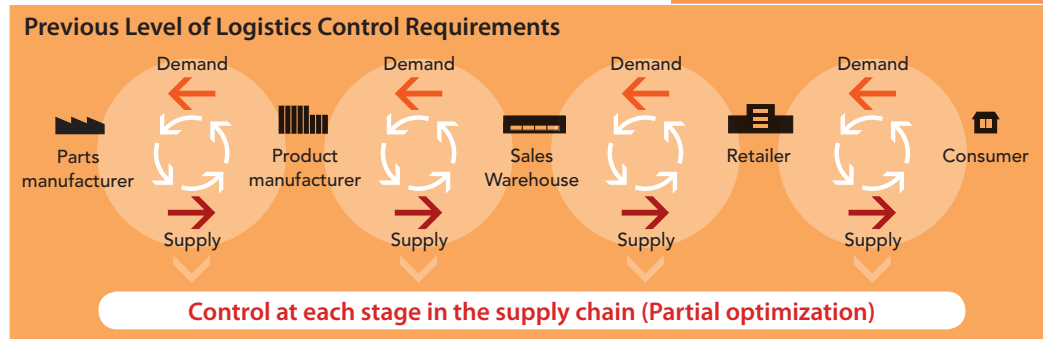 Previous Level of Logistics Control Requirements
Demand
Demand
Demand
Demand
Parts
manufacturer
Product
manufacturer
Sales
Warehouse
Retailer
Consumer
Supply
Supply
Supply
Supply
Control at each stage in the supply chain (Partial optimization)